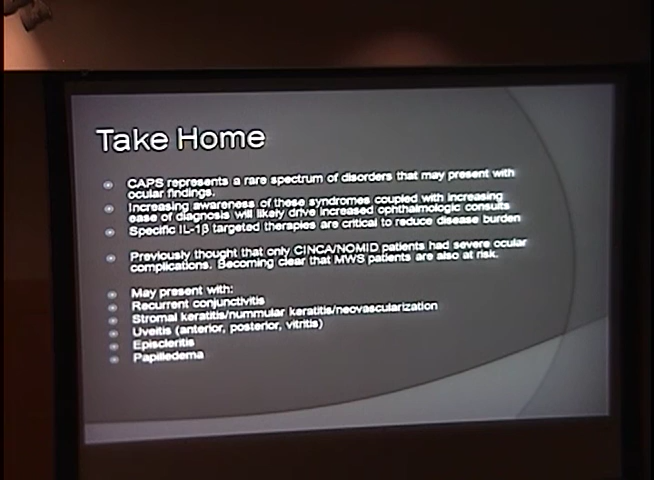 Take Home
CAPS represents a rare spectrum of disorders that may present with
ocular findings.
Increasing awareness of these syndromes coupled with increasing
ease of diagnosis will likely drive increased ophthalmologic consults
Specific IL-1β targeted therapies are critical to reduce disease burden
Previously thought that only CINCA/NOMID patients had severe ocular
complications. Becoming clear that MWS patients are also at risk.
May present with:
Recurrent conjunctivitis
Stromal keratitis/nummular keratitis/neovascularization
Uveitis (anterior, posterior, vitritis)
Episcleritis
Papilledema